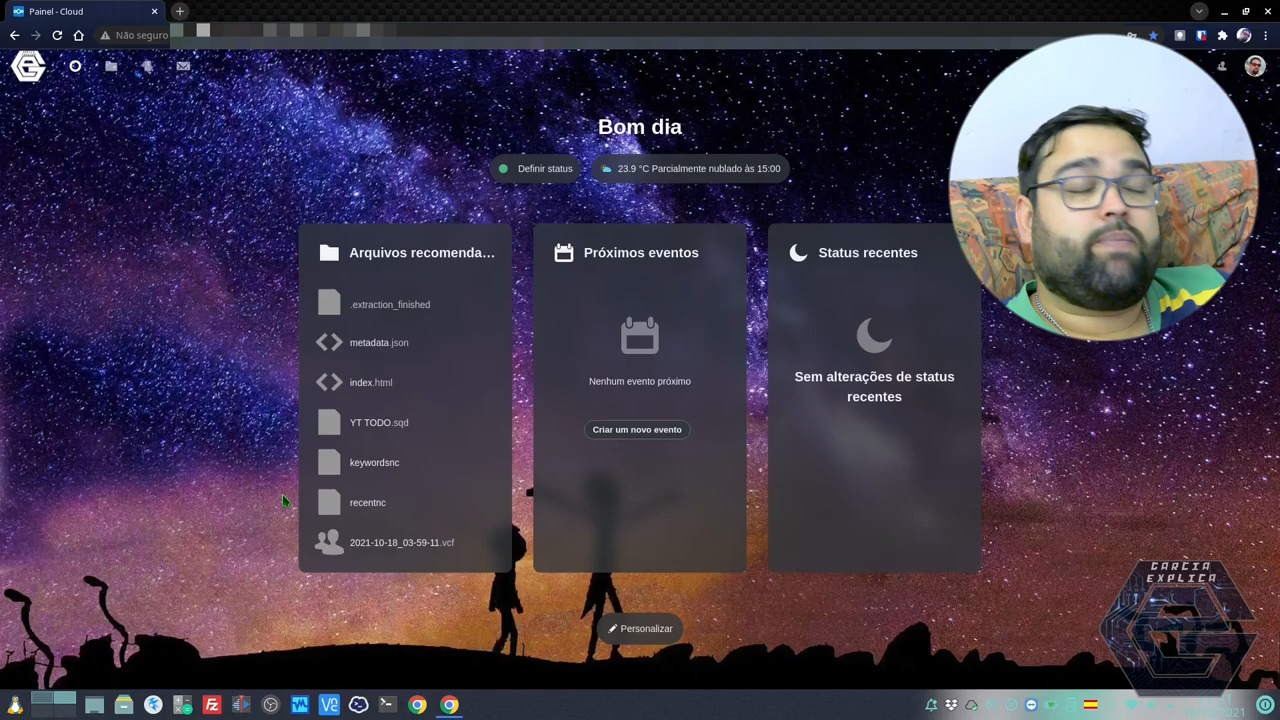 Painel - Cloud
Não seguro
Bom dia
Definir status
23.9 °C Parcialmente nublado às 15:00
Arquivos recomenda...
.extraction_finished
metadata.json
index.html
YT TODO.sqd
keywordsnc
recentnc
2021-10-18_03-59-11.vcf
Próximos eventos
Nenhum evento próximo
Criar um novo evento
Status recentes
Sem alterações de status
recentes
Personalizar
GARCIA
EXPLICA